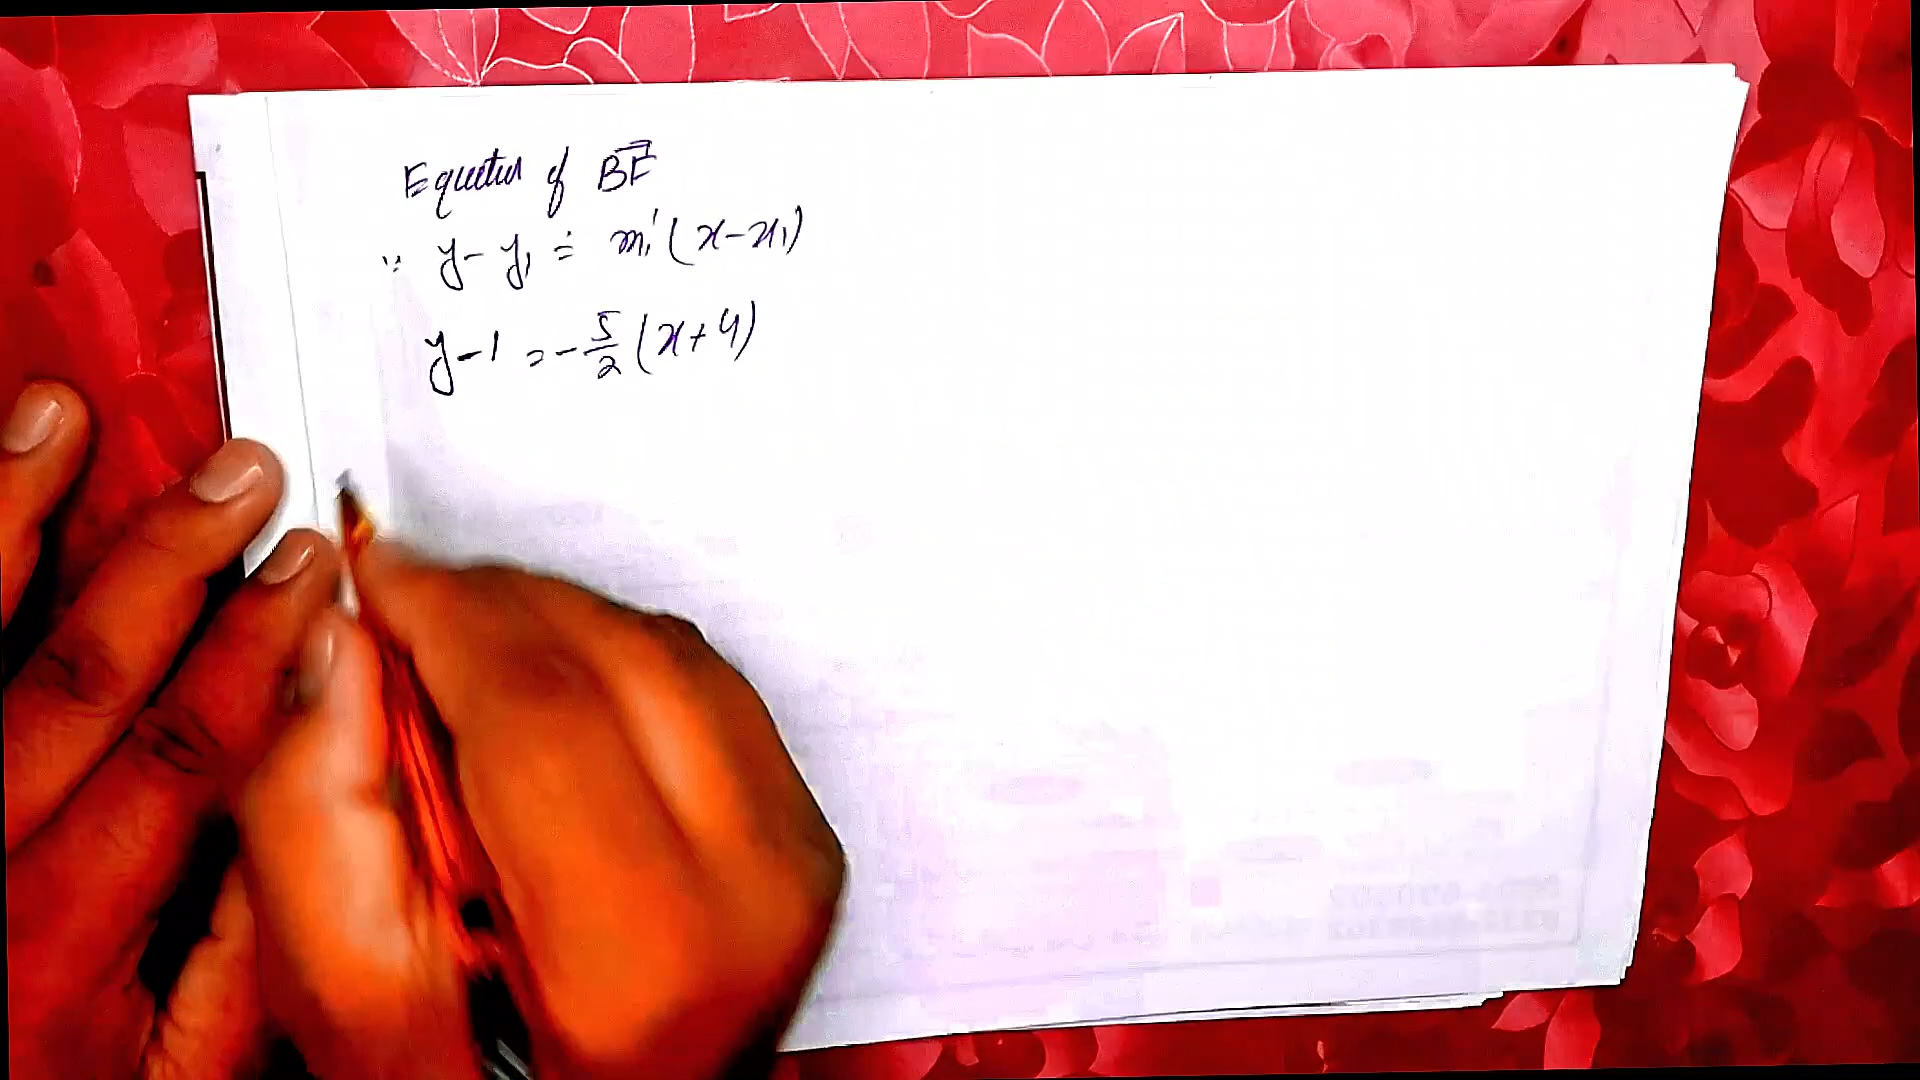 Equation of BF
∵ y - y₁ = m₁' (x - x₁)
y - 1 = - 5/2 (x + 4)